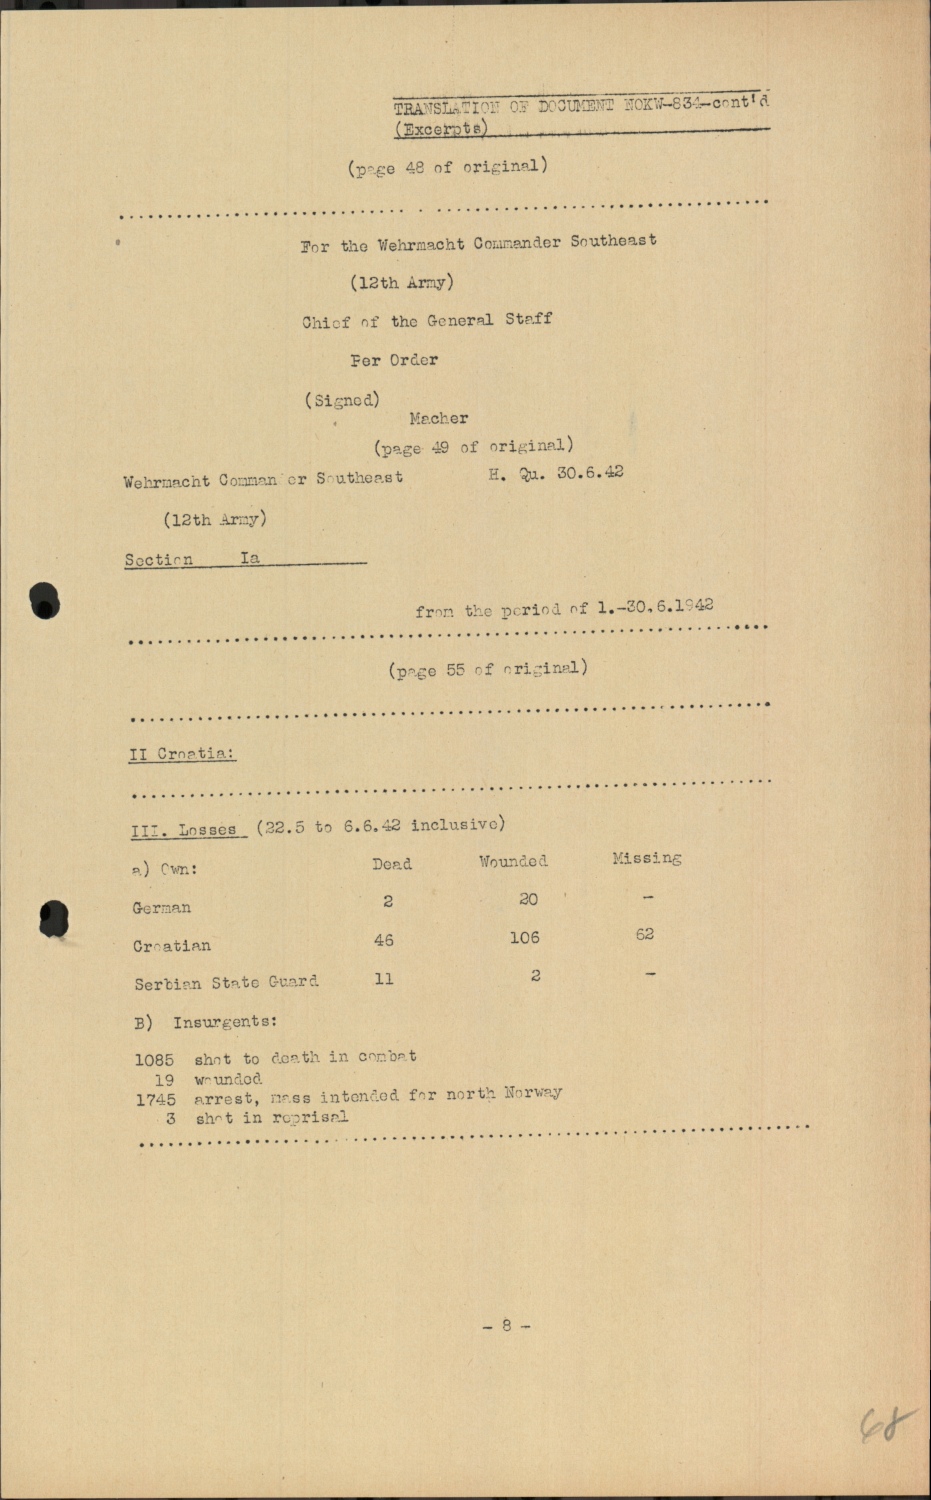 TRANSLATION OF DOCUMENT NOKW-834-cont'd
(Excerpts)
(page 48 of original)
For the Wehrmacht Commander Southeast
(12th Army)
Chief of the General Staff
Per Order
(Signed)
Macher
(page 49 of original)
Wehrmacht Comman er Southeast H. Qu. 30.6.42
(12th Army)
Section Ia
from the period of 1.-30.6.1942
(page 55 of original)
II Croatia:
III. Losses (22.5 to 6.6.42 inclusive)
a) Own: Dead Wounded Missing
German 2 20 -
Croatian 46 106 62
Serbian State Guard 11 2 -
B) Insurgents:
1085 shot to death in combat
19 wounded
1745 arrest, mass intended for north Norway
3 shot in reprisal
- 8 -
68